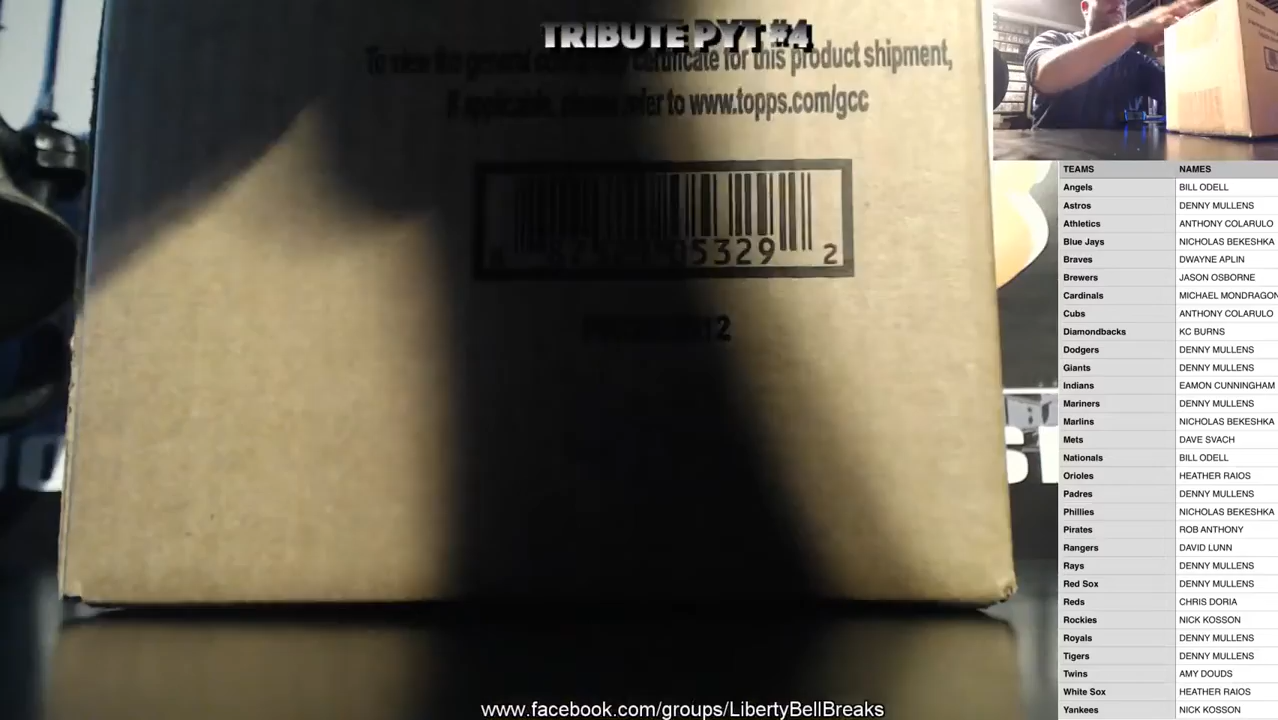 TRIBUTE PYT #4
To view the general conformity certificate for this product shipment,
if applicable, please refer to www.topps.com/gcc
05329 2
TEAMS NAMES
Angels BILL ODELL
Astros DENNY MULLENS
Athletics ANTHONY COLARULO
Blue Jays NICHOLAS BEKESHKA
Braves DWAYNE APLIN
Brewers JASON OSBORNE
Cardinals MICHAEL MONDRAGON
Cubs ANTHONY COLARULO
Diamondbacks KC BURNS
Dodgers DENNY MULLENS
Giants DENNY MULLENS
Indians EAMON CUNNINGHAM
Mariners DENNY MULLENS
Marlins NICHOLAS BEKESHKA
Mets DAVE SVACH
Nationals BILL ODELL
Orioles HEATHER RAIOS
Padres DENNY MULLENS
Phillies NICHOLAS BEKESHKA
Pirates ROB ANTHONY
Rangers DAVID LUNN
Rays DENNY MULLENS
Red Sox DENNY MULLENS
Reds CHRIS DORIA
Rockies NICK KOSSON
Royals DENNY MULLENS
Tigers DENNY MULLENS
Twins AMY DOUDS
White Sox HEATHER RAIOS
Yankees NICK KOSSON
www.facebook.com/groups/LibertyBellBreaks